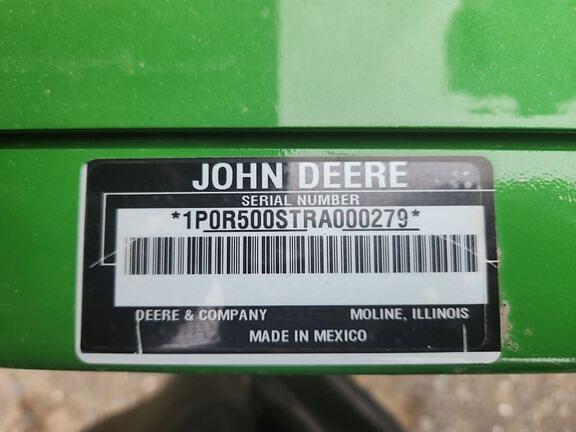 JOHN DEERE
SERIAL NUMBER
*1P0R500STRA000279*
DEERE & COMPANY MOLINE, ILLINOIS
MADE IN MEXICO